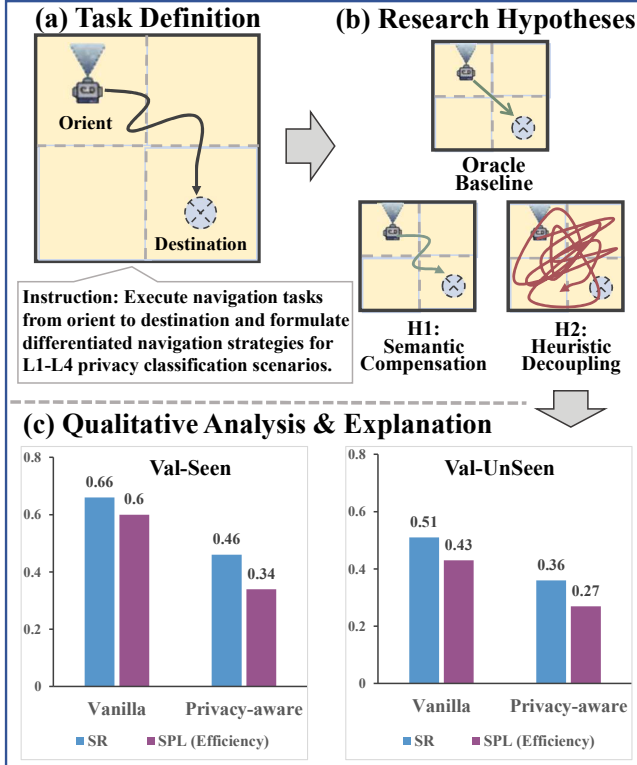 (a) Task Definition
Orient
Destination
Instruction: Execute navigation tasks
from orient to destination and formulate
differentiated navigation strategies for
L1-L4 privacy classification scenarios.
(b) Research Hypotheses
Oracle
Baseline
H1:
Semantic
Compensation
H2:
Heuristic
Decoupling
(c) Qualitative Analysis & Explanation
Val-Seen
0.8
0.6
0.4
0.2
0
0.66
0.6
0.46
0.34
Vanilla
Privacy-aware
SR
SPL (Efficiency)
Val-UnSeen
0.8
0.6
0.4
0.2
0
0.51
0.43
0.36
0.27
Vanilla
Privacy-aware
SR
SPL (Efficiency)